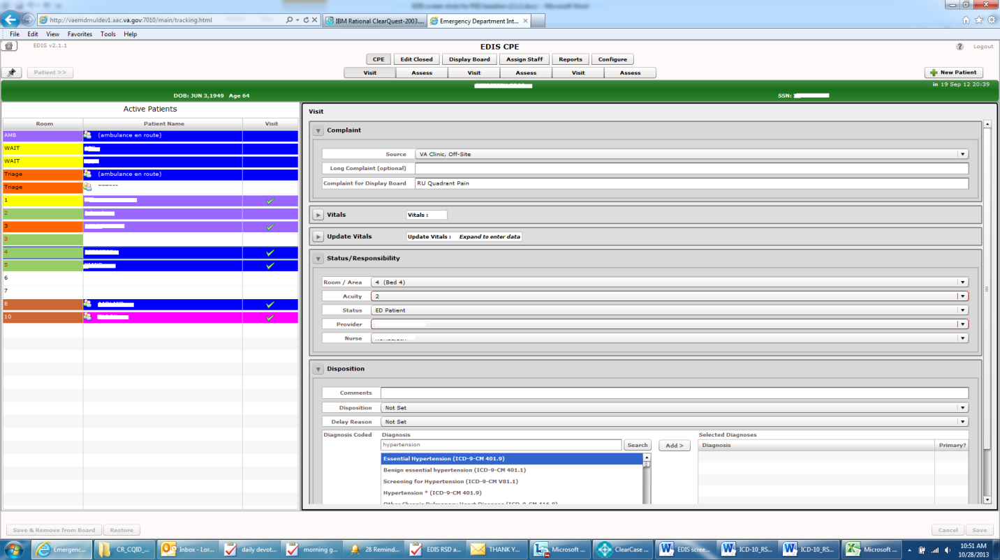 http://vaemdmuldev1.aac.va.gov:7010/main/tracking.html
IBM Rational ClearQuest-2003....
Emergency Department Int...
File Edit View Favorites Tools Help
EDIS v2.1.1
EDIS CPE
Logout
CPE Edit Closed Display Board Assign Staff Reports Configure
Patient >>
Visit Assess Visit Assess Visit Assess
New Patient
in 19 Sep 12 20:39
DOB: JUN 3,1949 Age 64
SSN:
Active Patients
Room Patient Name Visit
AMB (ambulance en route)
WAIT
WAIT
Triage (ambulance en route)
Triage
1
2
3
3
4
5
6
7
8
10
Visit
Complaint
Source VA Clinic, Off-Site
Long Complaint (optional)
Complaint for Display Board RU Quadrant Pain
Vitals Vitals :
Update Vitals Update Vitals : Expand to enter data
Status/Responsibility
Room / Area 4 (Bed 4)
Acuity 2
Status ED Patient
Provider
Nurse
Disposition
Comments
Disposition Not Set
Delay Reason Not Set
Diagnosis Coded Diagnosis Selected Diagnoses
hypertension Search Add > Diagnosis Primary?
Essential Hypertension (ICD-9-CM 401.9)
Benign essential hypertension (ICD-9-CM 401.1)
Screening for Hypertension (ICD-9-CM V81.1)
Hypertension * (ICD-9-CM 401.9)
Other Chronic Pulmonary Heart Diseases (ICD-9-CM 416.8)
Save & Remove from Board Restore Cancel Save
Emergenc... CR_CQID_... Inbox - Lor... daily devot... morning g... 28 Remind... EDIS RSD a... THANK Y... Microsoft ... ClearCase ... EDIS scree... ICD-10_RS... ICD-10_RS... Microsoft ...
10:51 AM
10/28/2013